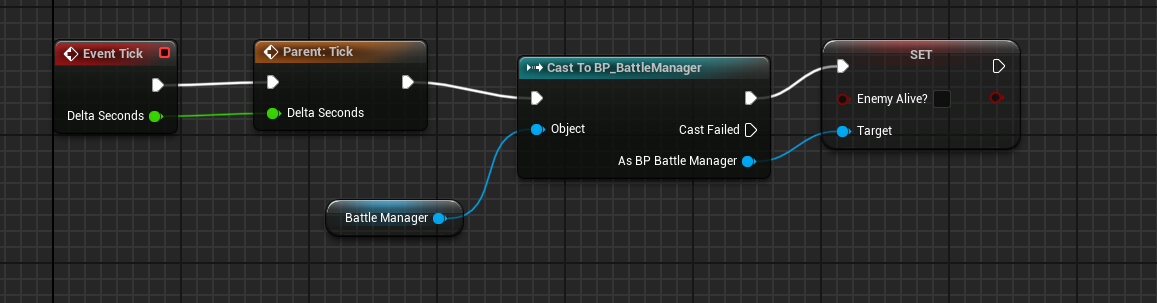 Event Tick
Delta Seconds
Parent: Tick
Delta Seconds
Cast To BP_BattleManager
Object
Cast Failed
As BP Battle Manager
Battle Manager
SET
Enemy Alive?
Target